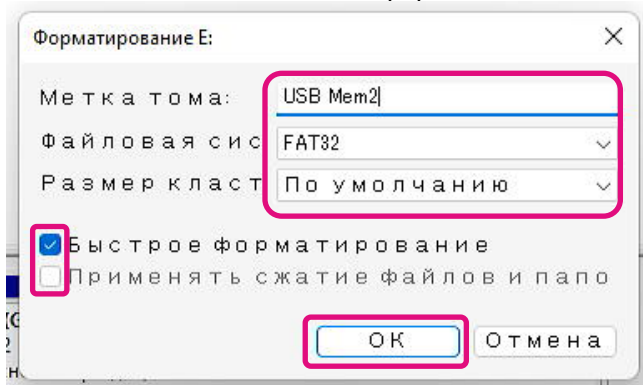 Форматирование E:
Метка тома: USB Mem2
Файловая сис FAT32
Размер класт По умолчанию
Быстрое форматирование
Применять сжатие файлов и папо
ОК Отмена